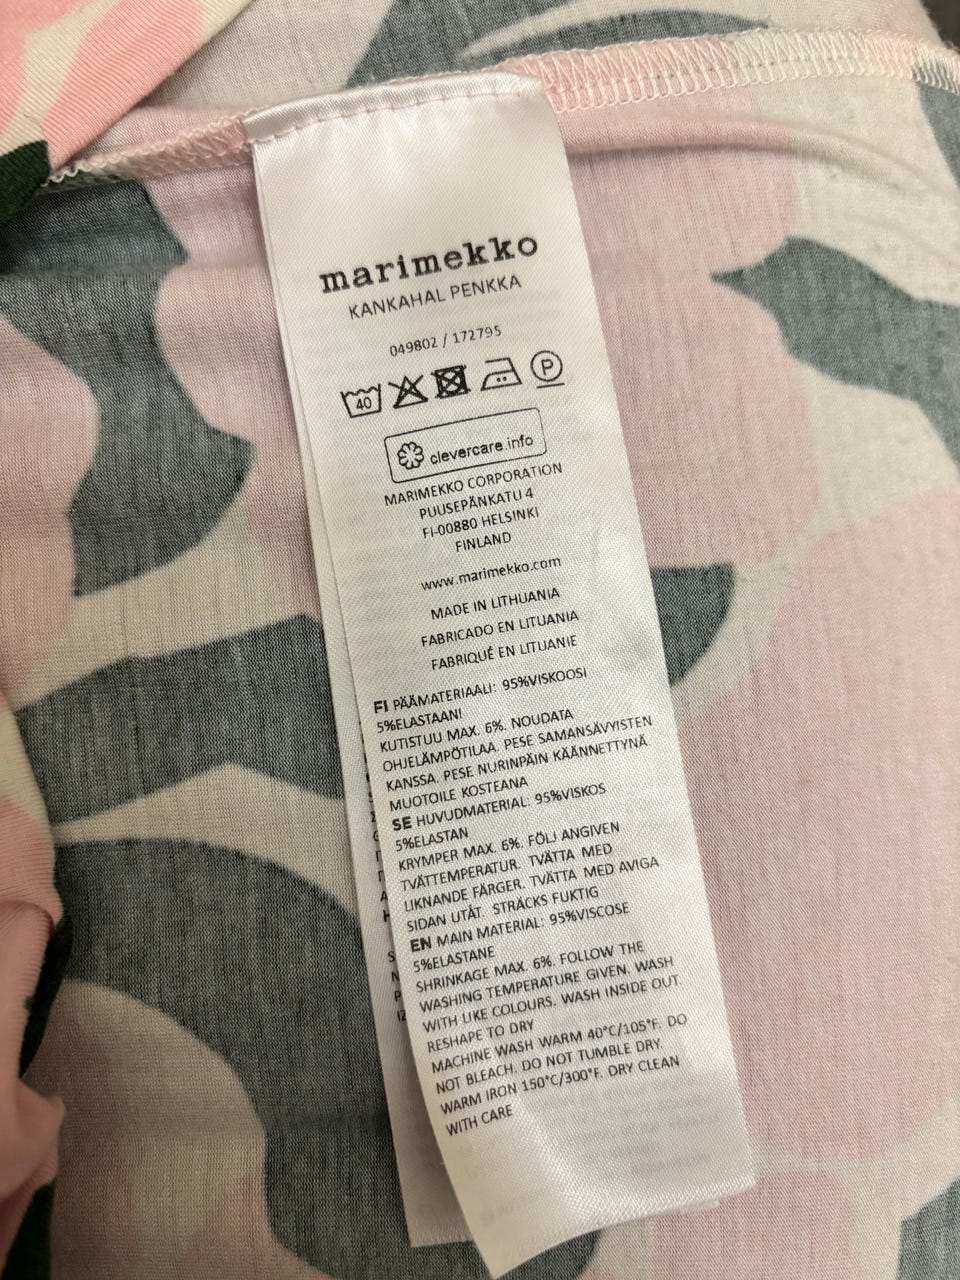 marimekko
KANKAHAL PENKKA
049802 / 172795
40
P
clevercare.info
MARIMEKKO CORPORATION
PUUSEPÄNKATU 4
FI-00880 HELSINKI
FINLAND
www.marimekko.com
MADE IN LITHUANIA
FABRICADO EN LITUANIA
FABRIQUÉ EN LITUANIE
FI PÄÄMATERIAALI: 95%VISKOOSI
5%ELASTAANI
KUTISTUU MAX. 6%. NOUDATA
OHJELÄMPÖTILAA. PESE SAMANSÄVYISTEN
KANSSA. PESE NURINPÄIN KÄÄNNETTYNÄ.
MUOTOILE KOSTEANA
SE HUVUDMATERIAL: 95%VISKOS
5%ELASTAN
KRYMPER MAX. 6%. FÖLJ ANGIVEN
TVÄTTEMPERATUR. TVÄTTA MED
LIKNANDE FÄRGER. TVÄTTA MED AVIGA
SIDAN UTÅT. STRÄCKS FUKTIG
EN MAIN MATERIAL: 95%VISCOSE
5%ELASTANE
SHRINKAGE MAX. 6%. FOLLOW THE
WASHING TEMPERATURE GIVEN. WASH
WITH LIKE COLOURS. WASH INSIDE OUT.
RESHAPE TO DRY
MACHINE WASH WARM 40°C/105°F. DO
NOT BLEACH. DO NOT TUMBLE DRY.
WARM IRON 150°C/300°F. DRY CLEAN
WITH CARE